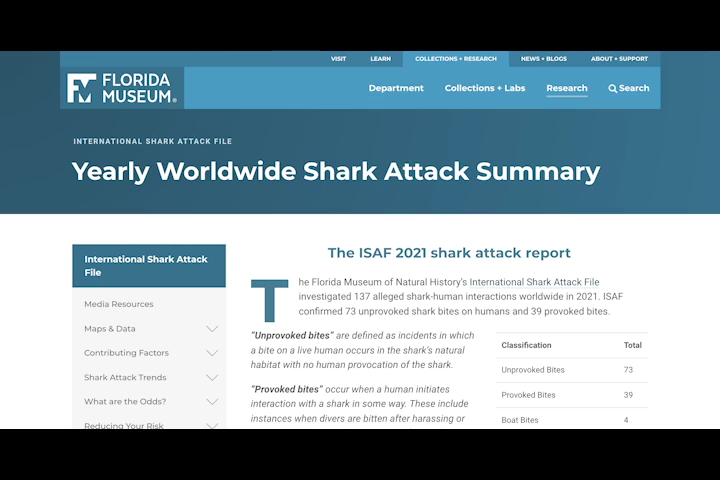 VISIT LEARN COLLECTIONS + RESEARCH NEWS + BLOGS ABOUT + SUPPORT
FLORIDA
MUSEUM®
Department Collections + Labs Research Search
INTERNATIONAL SHARK ATTACK FILE
Yearly Worldwide Shark Attack Summary
International Shark Attack
File
Media Resources
Maps & Data
Contributing Factors
Shark Attack Trends
What are the Odds?
Reducing Your Risk
The ISAF 2021 shark attack report
The Florida Museum of Natural History's International Shark Attack File
investigated 137 alleged shark-human interactions worldwide in 2021. ISAF
confirmed 73 unprovoked shark bites on humans and 39 provoked bites.
"Unprovoked bites" are defined as incidents in which
a bite on a live human occurs in the shark's natural
habitat with no human provocation of the shark.
"Provoked bites" occur when a human initiates
interaction with a shark in some way. These include
instances when divers are bitten after harassing or
Classification Total
Unprovoked Bites 73
Provoked Bites 39
Boat Bites 4